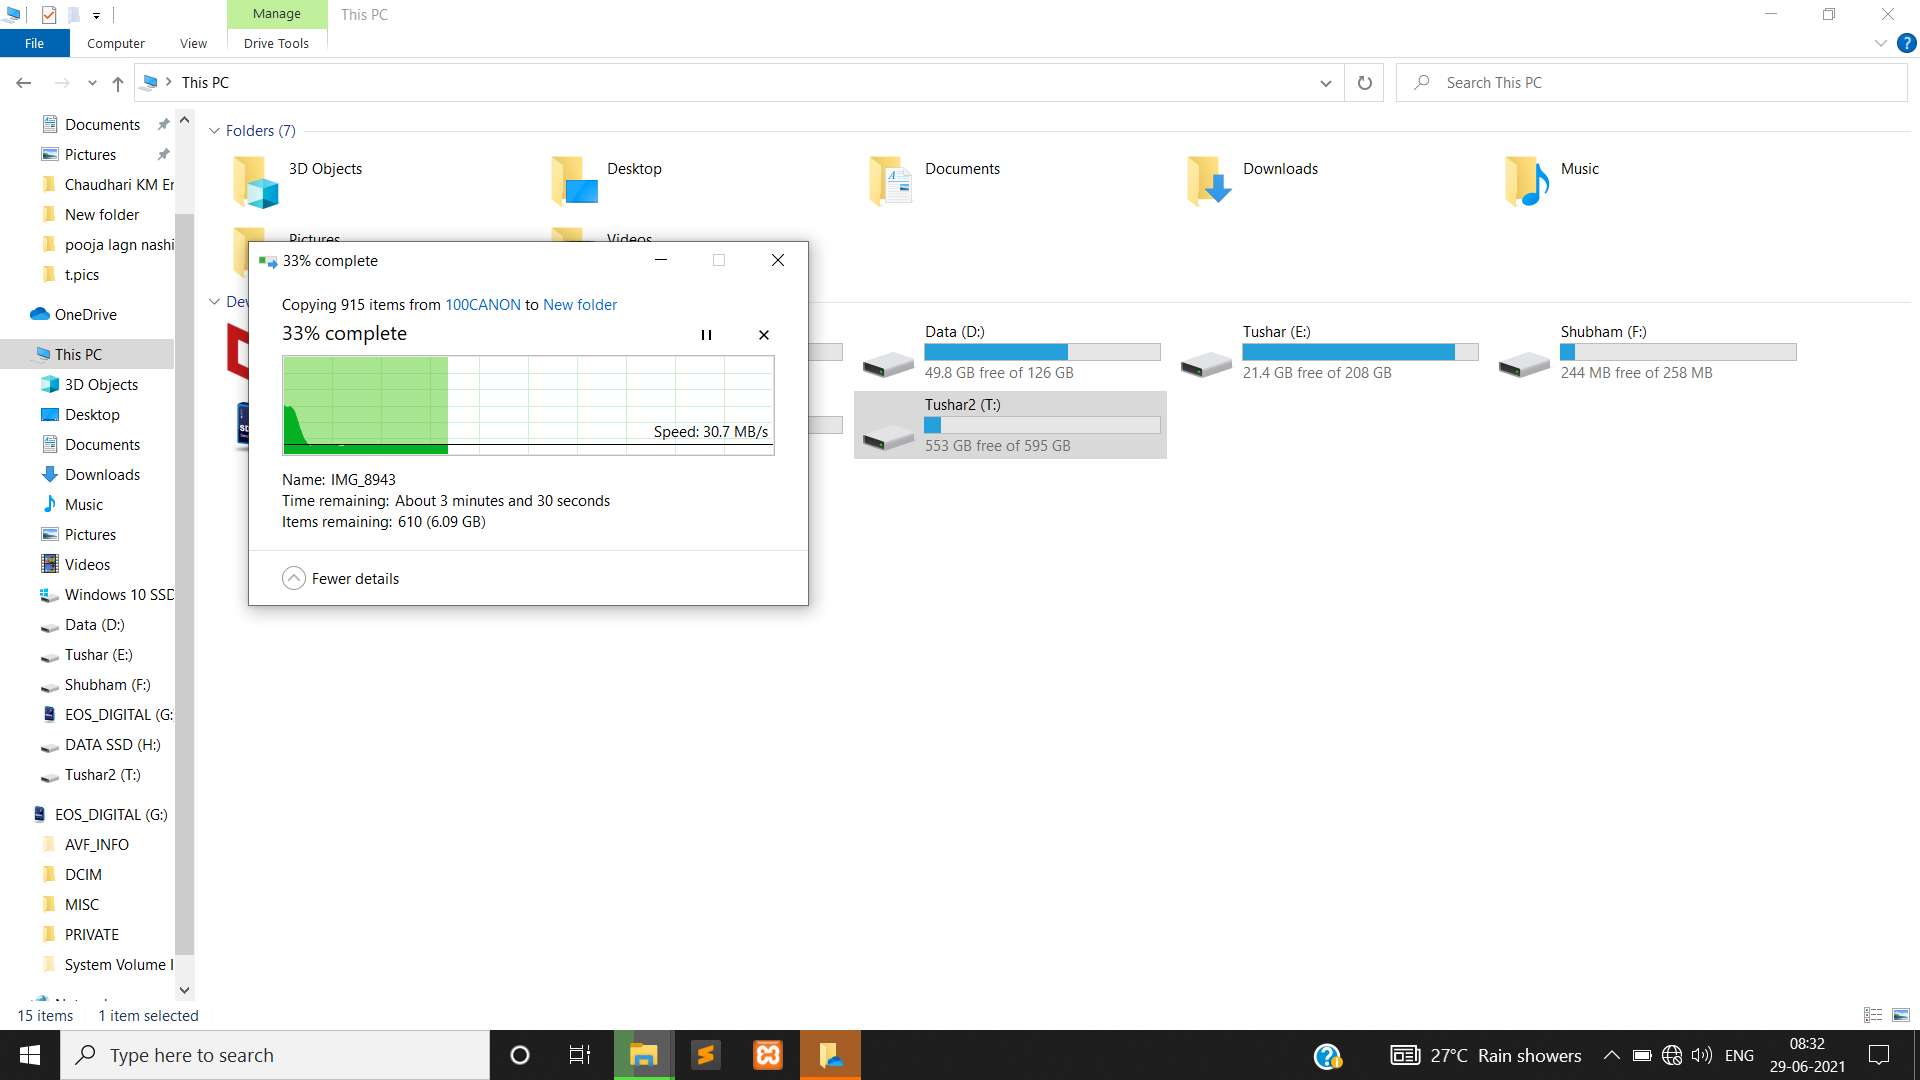 Manage
This PC
File
Computer
View
Drive Tools
This PC
Search This PC
Documents
Pictures
Chaudhari KM Er
New folder
pooja lagn nashi
t.pics
OneDrive
This PC
3D Objects
Desktop
Documents
Downloads
Music
Pictures
Videos
Windows 10 SSD
Data (D:)
Tushar (E:)
Shubham (F:)
EOS_DIGITAL (G:
DATA SSD (H:)
Tushar2 (T:)
EOS_DIGITAL (G:)
AVF_INFO
DCIM
MISC
PRIVATE
System Volume I
Folders (7)
3D Objects
Desktop
Documents
Downloads
Music
Pictures
Videos
33% complete
Copying 915 items from 100CANON to New folder
33% complete
Speed: 30.7 MB/s
Name: IMG_8943
Time remaining: About 3 minutes and 30 seconds
Items remaining: 610 (6.09 GB)
Fewer details
Data (D:)
49.8 GB free of 126 GB
Tushar (E:)
21.4 GB free of 208 GB
Shubham (F:)
244 MB free of 258 MB
Tushar2 (T:)
553 GB free of 595 GB
15 items
1 item selected
Type here to search
27°C Rain showers
ENG
08:32
29-06-2021